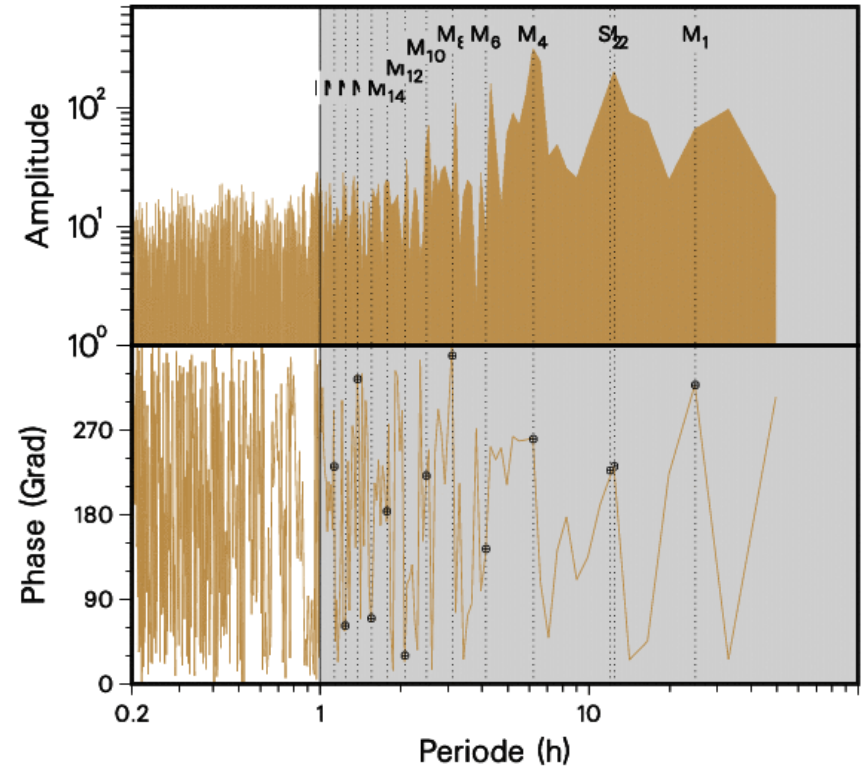 M₈ M₆ M₄ S₂ M₁
M₁₀
M₁₂
M₁₄
10²
10¹
10⁰
Amplitude
270
180
90
0
Phase (Grad)
0.2 1 10
Periode (h)